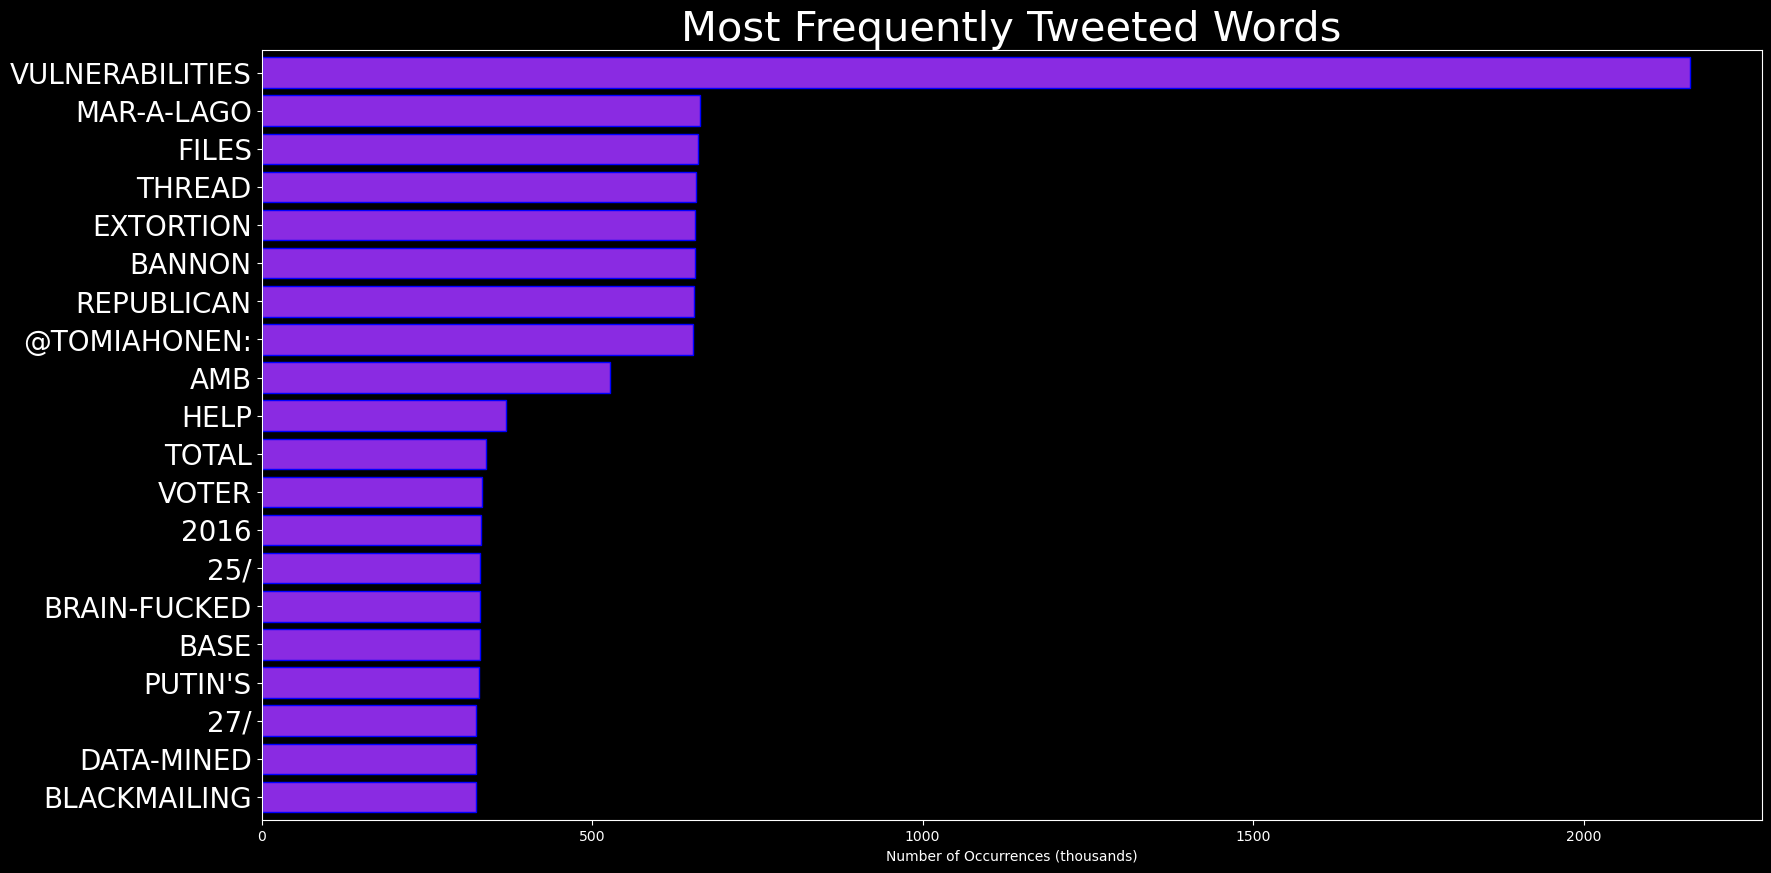 Most Frequently Tweeted Words
VULNERABILITIES
MAR-A-LAGO
FILES
THREAD
EXTORTION
BANNON
REPUBLICAN
@TOMIAHONEN:
AMB
HELP
TOTAL
VOTER
2016
25/
BRAIN-FUCKED
BASE
PUTIN'S
27/
DATA-MINED
BLACKMAILING
0 500 1000 1500 2000
Number of Occurrences (thousands)